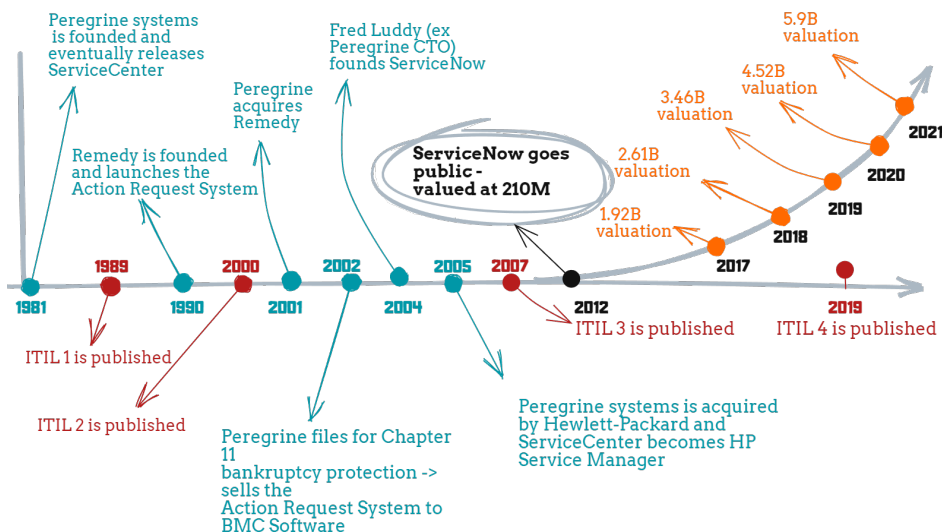 Peregrine systems
is founded and
eventually releases
ServiceCenter
Remedy is founded
and launches the
Action Request System
Peregrine
acquires
Remedy
Fred Luddy (ex
Peregrine CTO)
founds ServiceNow
ServiceNow goes
public -
valued at 210M
1.92B
valuation
2.61B
valuation
3.46B
valuation
4.52B
valuation
5.9B
valuation
2021
2020
2019
2018
2017
1981
1989
1990
2000
2001
2002
2004
2005
2007
2012
2019
ITIL 1 is published
ITIL 2 is published
ITIL 3 is published
ITIL 4 is published
Peregrine files for Chapter
11
bankruptcy protection ->
sells the
Action Request System to
BMC Software
Peregrine systems is acquired
by Hewlett-Packard and
ServiceCenter becomes HP
Service Manager